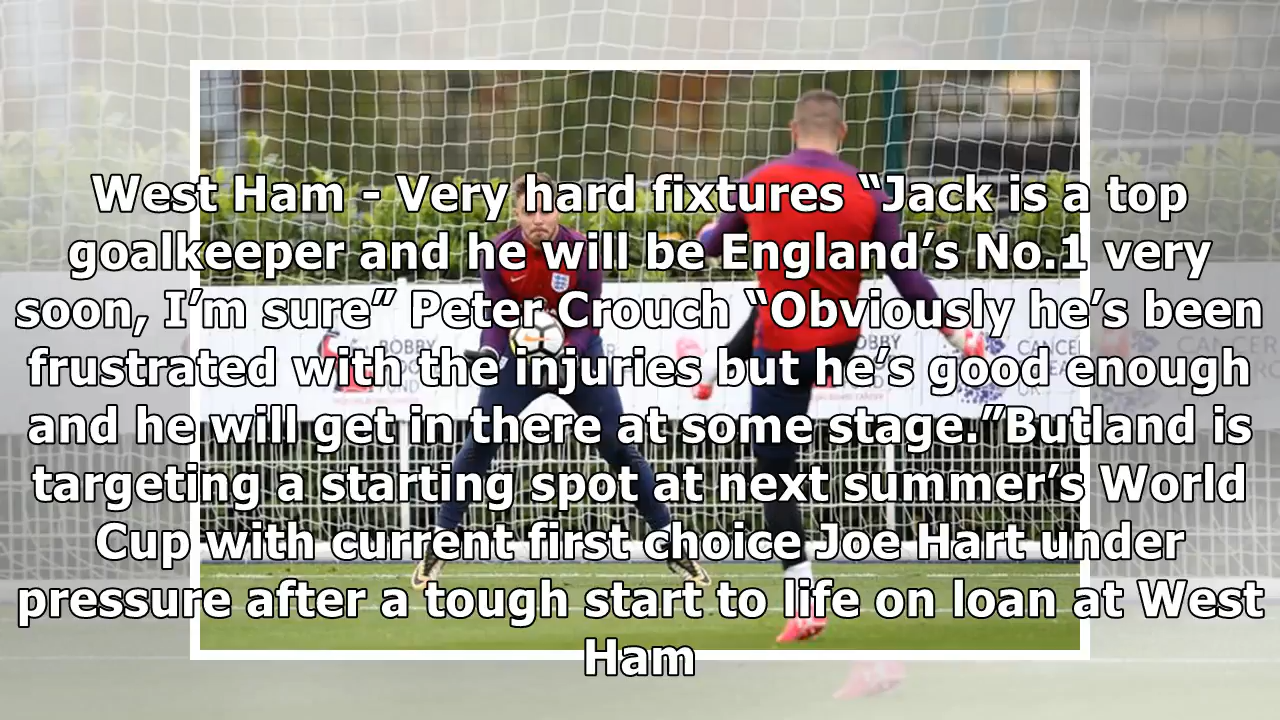 West Ham - Very hard fixtures “Jack is a top
goalkeeper and he will be England’s No.1 very
soon, I’m sure” Peter Crouch “Obviously he’s been
frustrated with the injuries but he’s good enough
and he will get in there at some stage.”Butland is
targeting a starting spot at next summer’s World
Cup with current first choice Joe Hart under
pressure after a tough start to life on loan at West
Ham
BOBBY
CANCER